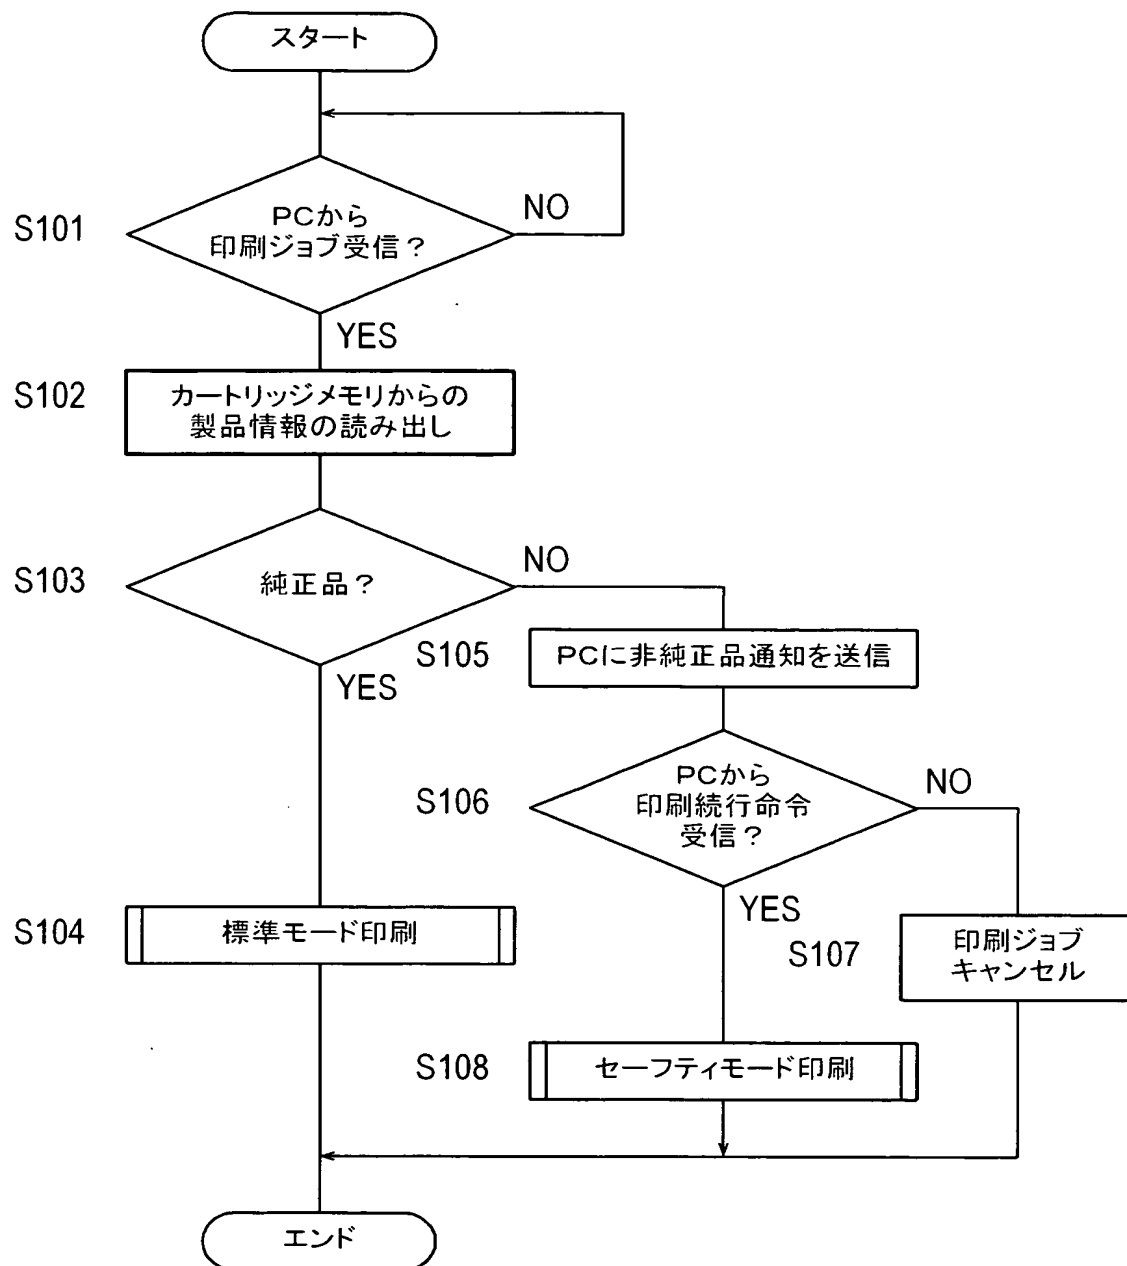 スタート
S101
PCから
印刷ジョブ受信？
NO
YES
S102
カートリッジメモリからの
製品情報の読み出し
S103
純正品？
NO
YES
S105
PCに非純正品通知を送信
S106
PCから
印刷続行命令
受信？
NO
YES
S104
標準モード印刷
S107
印刷ジョブ
キャンセル
S108
セーフティモード印刷
エンド